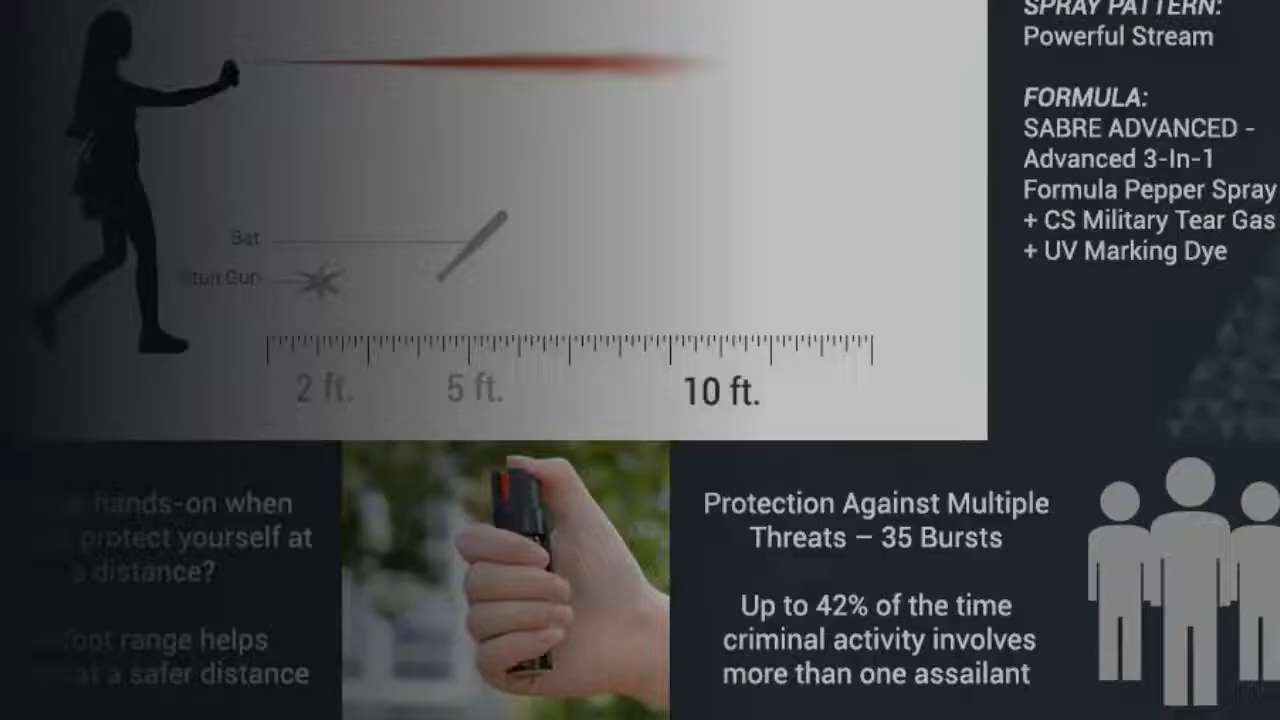 SPRAY PATTERN:
Powerful Stream
FORMULA:
SABRE ADVANCED -
Advanced 3-In-1
Formula Pepper Spray
+ CS Military Tear Gas
+ UV Marking Dye
Bat
Stun Gun
2 ft.
5 ft.
10 ft.
hands-on when
protect yourself at
a distance?
foot range helps
at a safer distance
Protection Against Multiple
Threats – 35 Bursts
Up to 42% of the time
criminal activity involves
more than one assailant